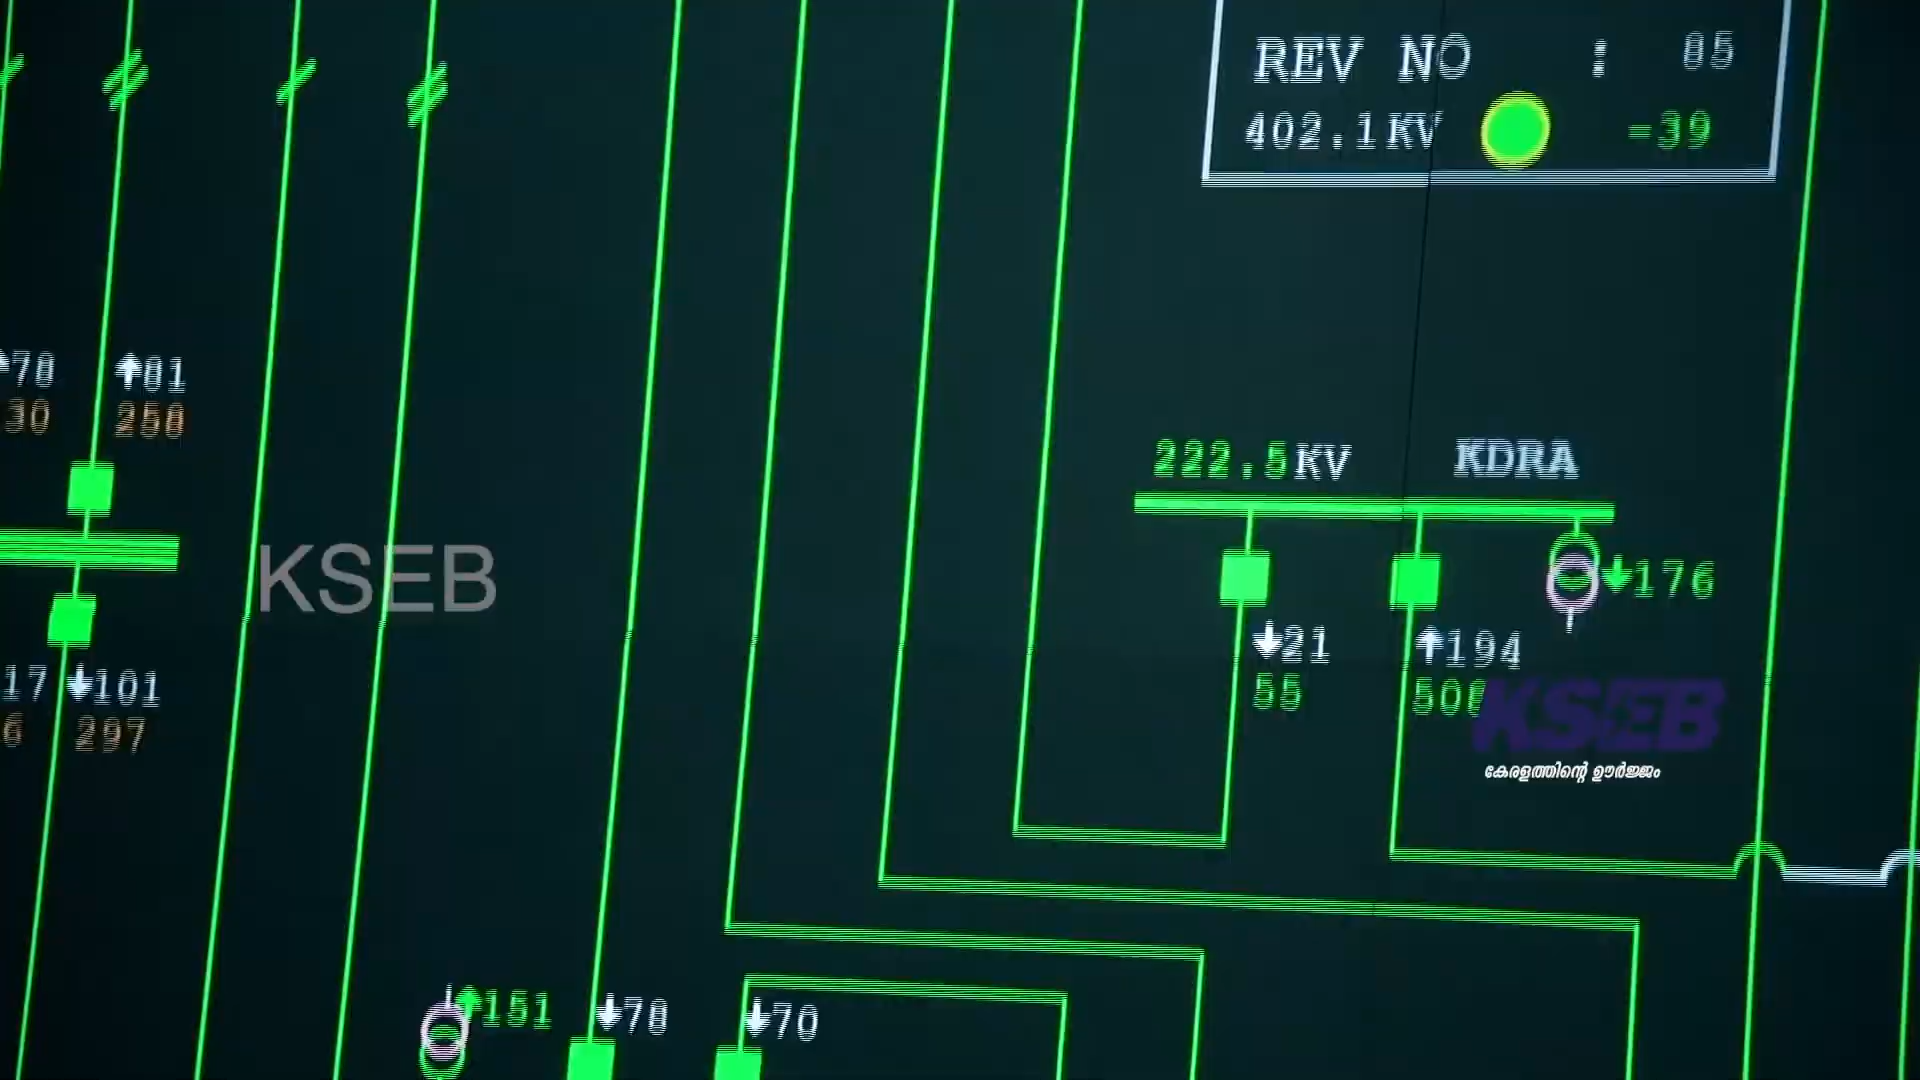 REV NO : 85
402.1KV -39
78 ↑81
30 258
222.5KV KDRA
KSEB
↓176
↓21 ↑194
55
17 ↓101
297
KSEB
കേരളത്തിന്റെ ഊർജ്ജം
↑151 ↓78 ↓70